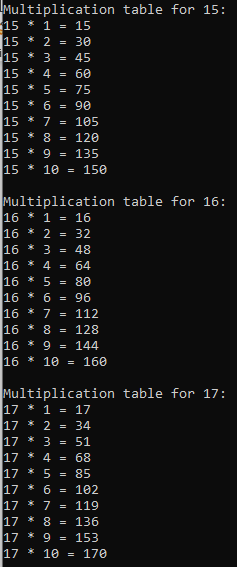 Multiplication table for 15:
15 * 1 = 15
15 * 2 = 30
15 * 3 = 45
15 * 4 = 60
15 * 5 = 75
15 * 6 = 90
15 * 7 = 105
15 * 8 = 120
15 * 9 = 135
15 * 10 = 150

Multiplication table for 16:
16 * 1 = 16
16 * 2 = 32
16 * 3 = 48
16 * 4 = 64
16 * 5 = 80
16 * 6 = 96
16 * 7 = 112
16 * 8 = 128
16 * 9 = 144
16 * 10 = 160

Multiplication table for 17:
17 * 1 = 17
17 * 2 = 34
17 * 3 = 51
17 * 4 = 68
17 * 5 = 85
17 * 6 = 102
17 * 7 = 119
17 * 8 = 136
17 * 9 = 153
17 * 10 = 170